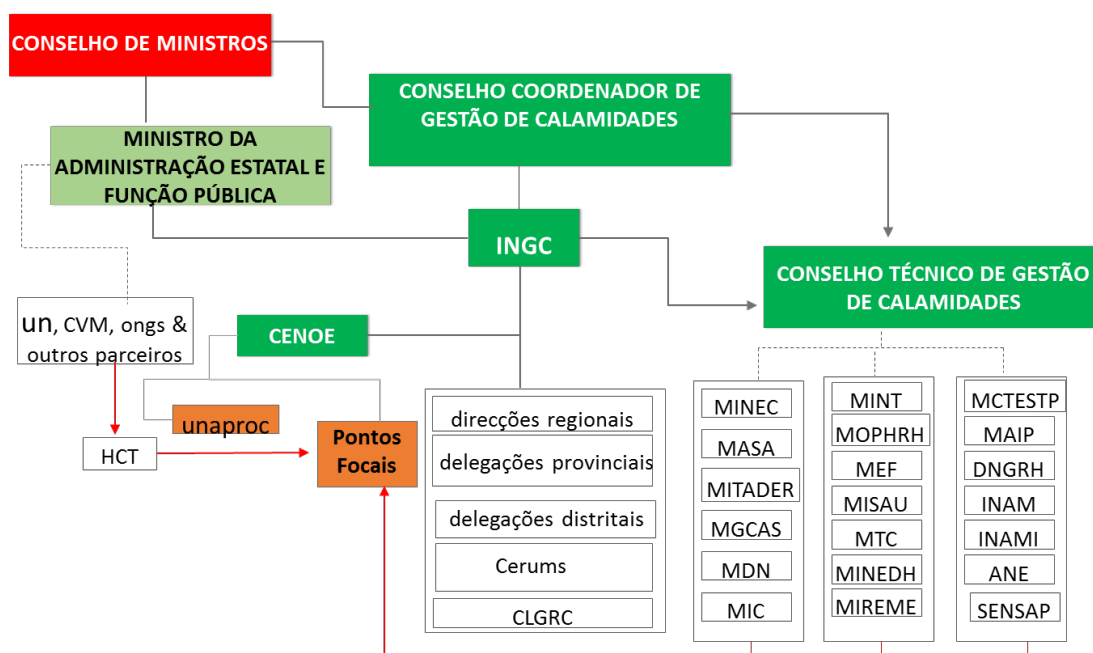 CONSELHO DE MINISTROS
CONSELHO COORDENADOR DE
GESTÃO DE CALAMIDADES
MINISTRO DA
ADMINISTRAÇÃO ESTATAL E
FUNÇÃO PÚBLICA
INGC
CONSELHO TÉCNICO DE GESTÃO
DE CALAMIDADES
un, CVM, ongs &
outros parceiros
CENOE
unaproc
HCT
Pontos
Focais
direcções regionais
delegações provinciais
delegações distritais
Cerums
CLGRC
MINEC
MASA
MITADER
MGCAS
MDN
MIC
MINT
MOPHRH
MEF
MISAU
MTC
MINEDH
MIREME
MCTESTP
MAIP
DNGRH
INAM
INAMI
ANE
SENSAP